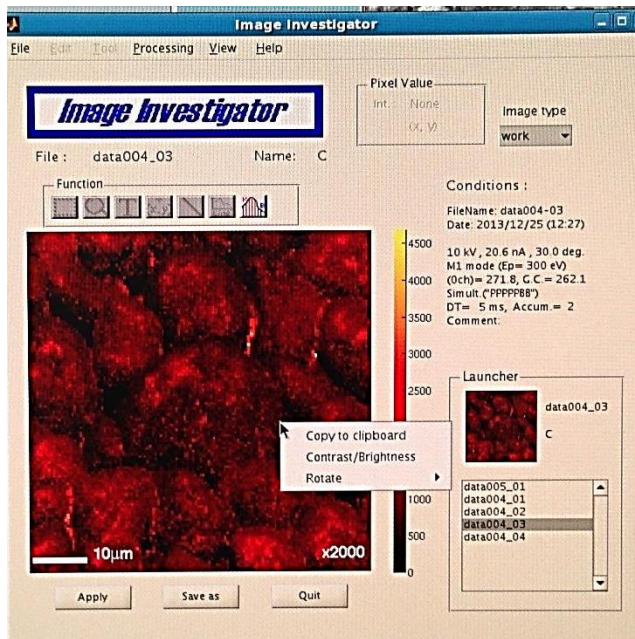 Image Investigator
File Edit Tool Processing View Help
Image Investigator
Pixel Value
Int. : None
(X, Y)
Image type
work
File : data004_03 Name: C
Function
T
Conditions :
FileName: data004-03
Date: 2013/12/25 (12:27)
10 kV , 20.6 nA , 30.0 deg.
M1 mode (Ep= 300 eV)
(0ch)= 271.8, G.C.= 262.1
Simult.("PPPPPBB")
DT= 5 ms, Accum.= 2
Comment:
4500
4000
3500
3000
2500
1000
500
0
Copy to clipboard
Contrast/Brightness
Rotate
10μm
x2000
Launcher
data004_03
C
data005_01
data004_01
data004_02
data004_03
data004_04
Apply Save as Quit